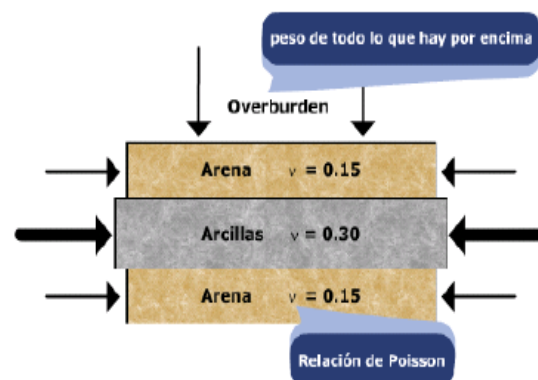 peso de todo lo que hay por encima
Overburden
Arena ν = 0.15
Arcillas ν = 0.30
Arena ν = 0.15
Relación de Poisson